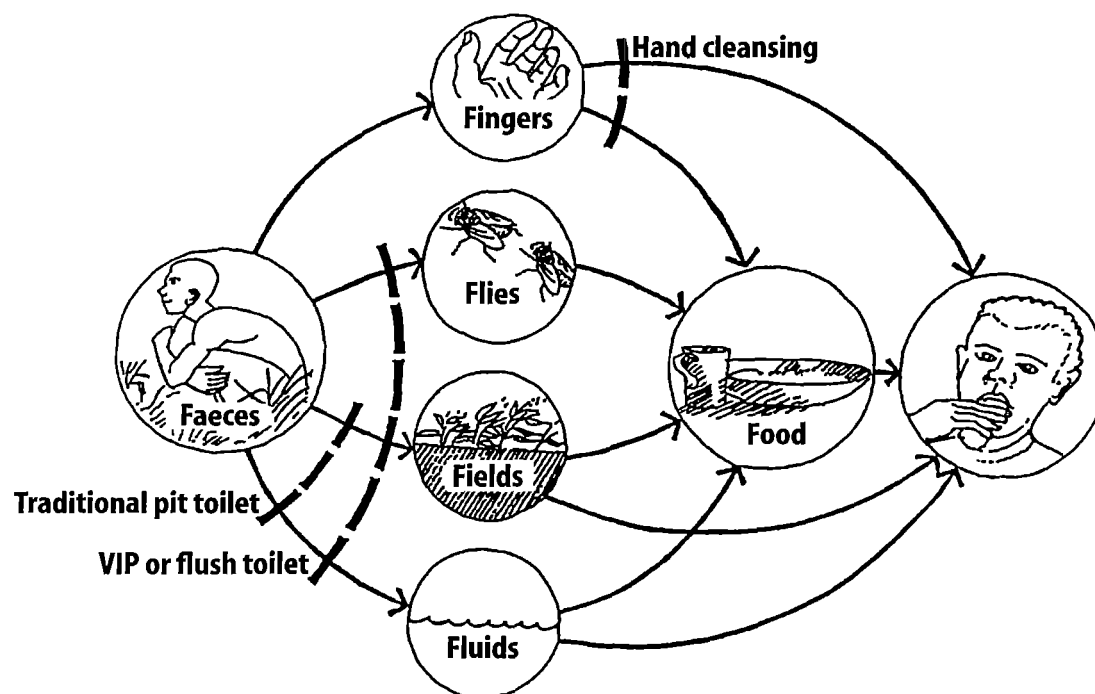 Hand cleansing
Fingers
Flies
Faeces
Food
Fields
Traditional pit toilet
VIP or flush toilet
Fluids